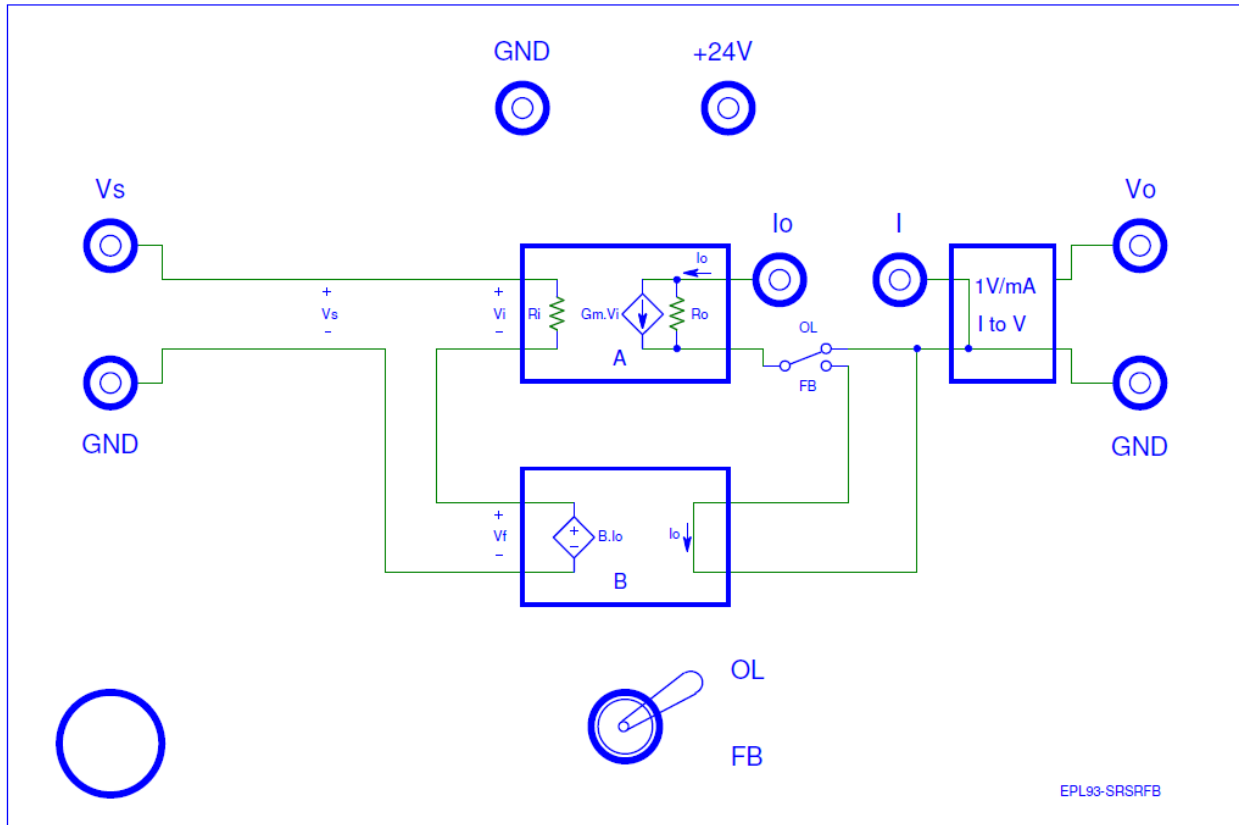 GND +24V
Vs Vo
Io I
Io
1V/mA
+ +
Vs Vi Ri Gm.Vi Ro
− −
I to V
OL
A
FB
GND GND
+
Vf + − B.Io Io
−
B
OL
FB
EPL93-SRSRFB